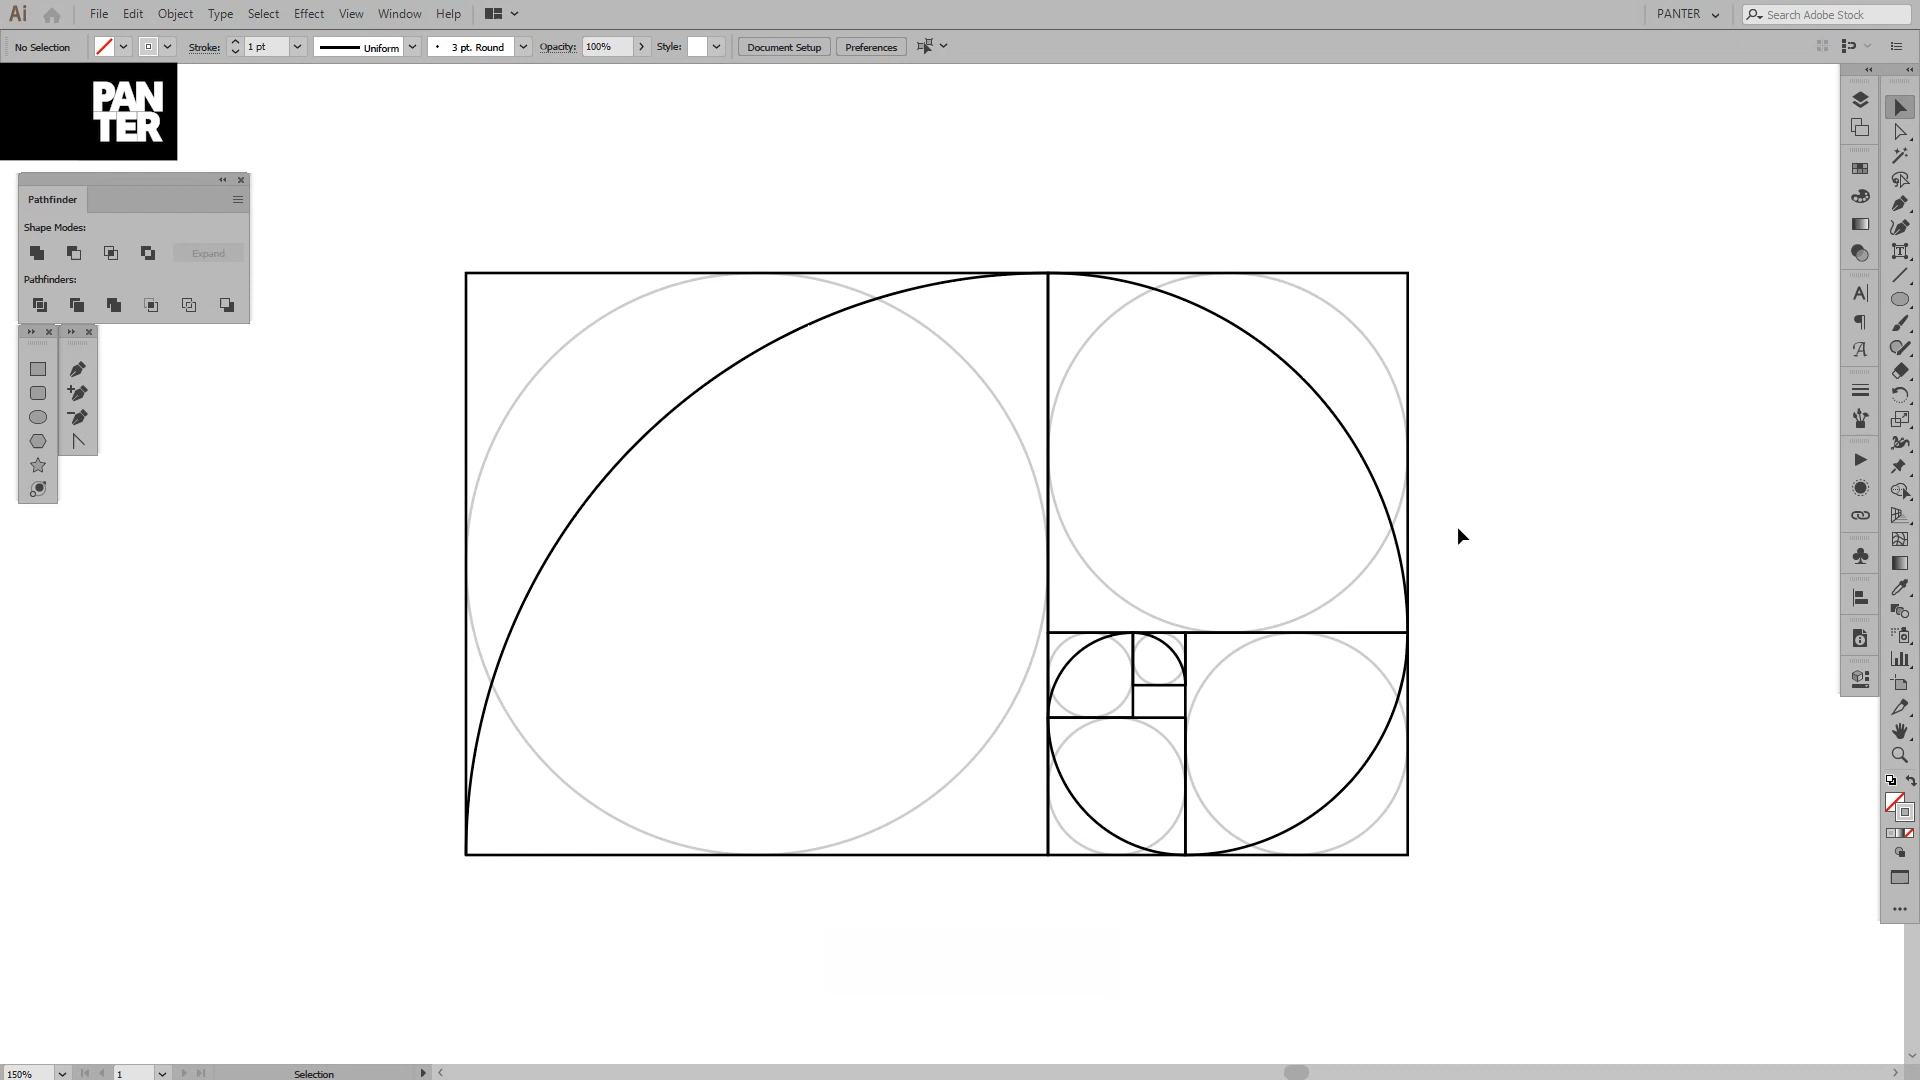 Ai File Edit Object Type Select Effect View Window Help PANTER Search Adobe Stock
No Selection Stroke: 1 pt Uniform 3 pt. Round Opacity: 100% Style: Document Setup Preferences
PAN
TER
Pathfinder
Shape Modes:
Expand
Pathfinders:
150% 1 Selection